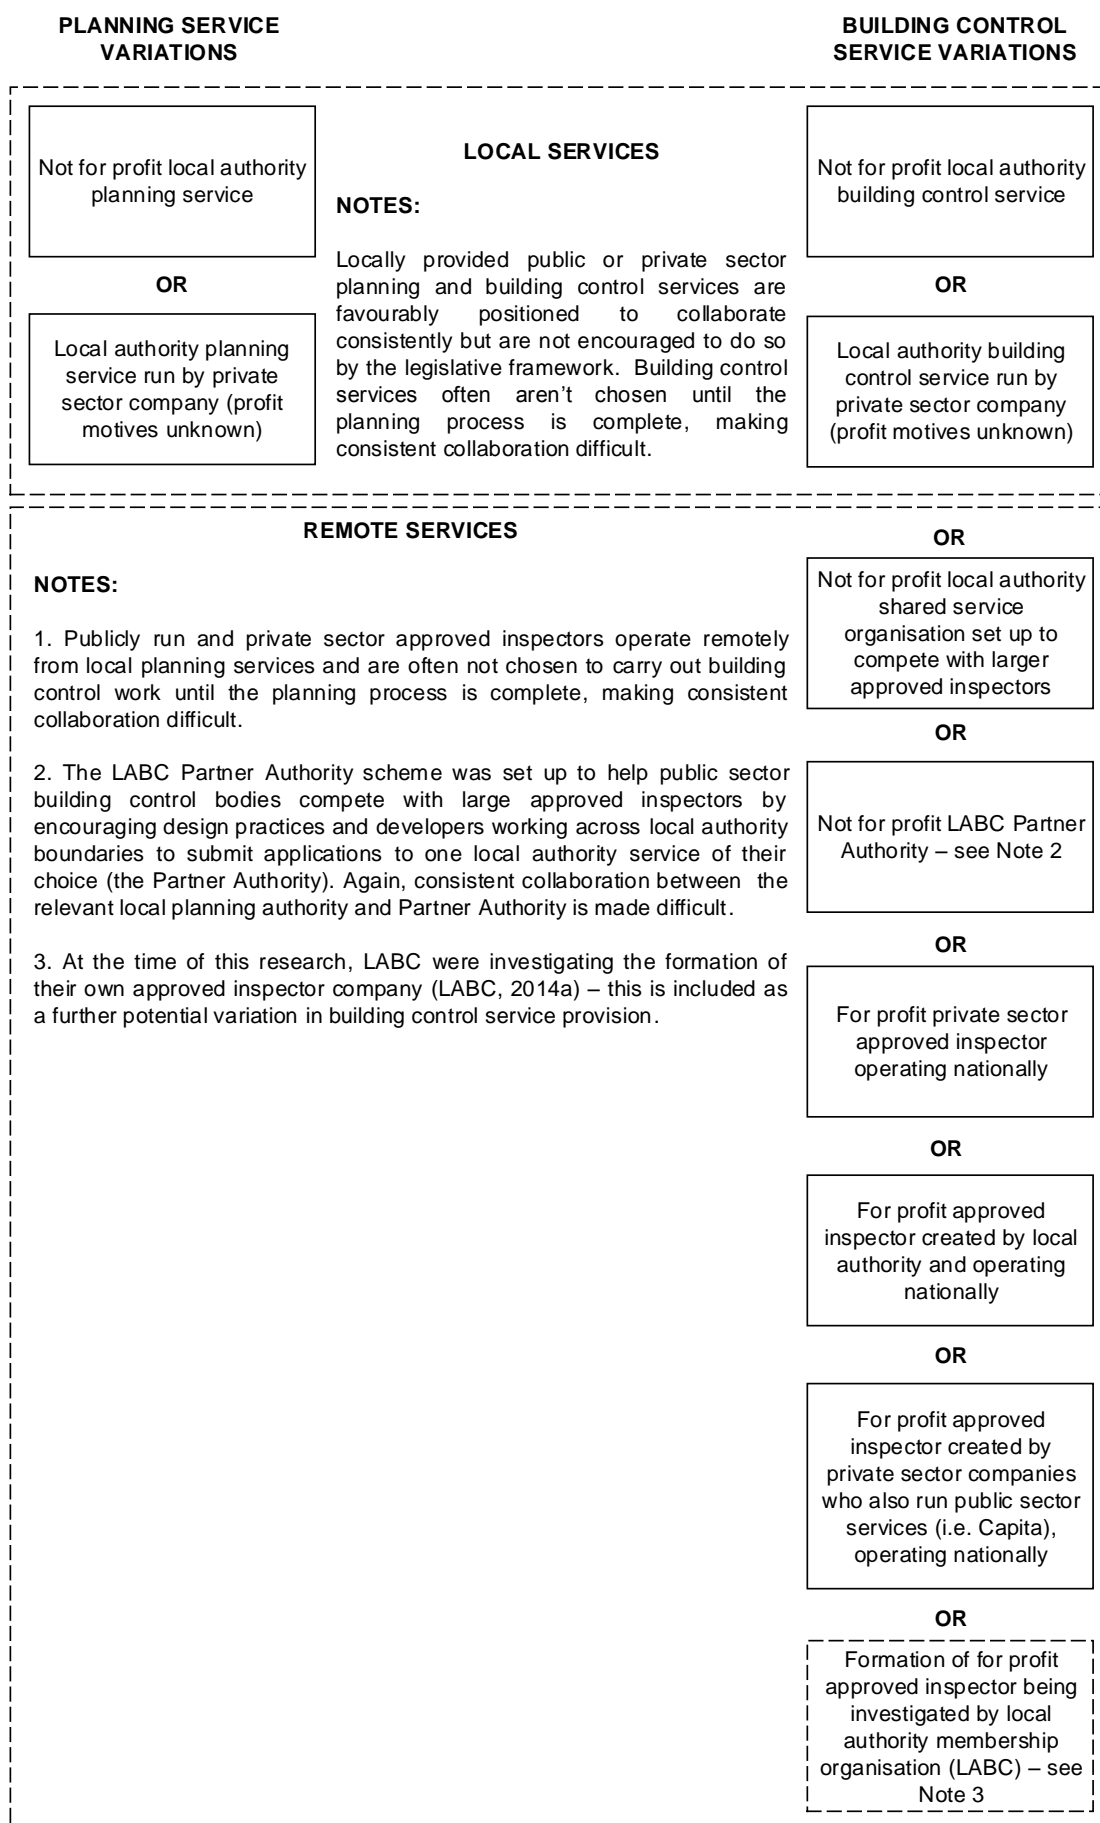 PLANNING SERVICE
VARIATIONS
BUILDING CONTROL
SERVICE VARIATIONS
Not for profit local authority
planning service
OR
Local authority planning
service run by private
sector company (profit
motives unknown)
LOCAL SERVICES
NOTES:
Locally provided public or private sector
planning and building control services are
favourably positioned to collaborate
consistently but are not encouraged to do so
by the legislative framework. Building control
services often aren't chosen until the
planning process is complete, making
consistent collaboration difficult.
Not for profit local authority
building control service
OR
Local authority building
control service run by
private sector company
(profit motives unknown)
REMOTE SERVICES
NOTES:
1. Publicly run and private sector approved inspectors operate remotely
from local planning services and are often not chosen to carry out building
control work until the planning process is complete, making consistent
collaboration difficult.
2. The LABC Partner Authority scheme was set up to help public sector
building control bodies compete with large approved inspectors by
encouraging design practices and developers working across local authority
boundaries to submit applications to one local authority service of their
choice (the Partner Authority). Again, consistent collaboration between the
relevant local planning authority and Partner Authority is made difficult.
3. At the time of this research, LABC were investigating the formation of
their own approved inspector company (LABC, 2014a) – this is included as
a further potential variation in building control service provision.
OR
Not for profit local authority
shared service
organisation set up to
compete with larger
approved inspectors
OR
Not for profit LABC Partner
Authority – see Note 2
OR
For profit private sector
approved inspector
operating nationally
OR
For profit approved
inspector created by local
authority and operating
nationally
OR
For profit approved
inspector created by
private sector companies
who also run public sector
services (i.e. Capita),
operating nationally
OR
Formation of for profit
approved inspector being
investigated by local
authority membership
organisation (LABC) – see
Note 3